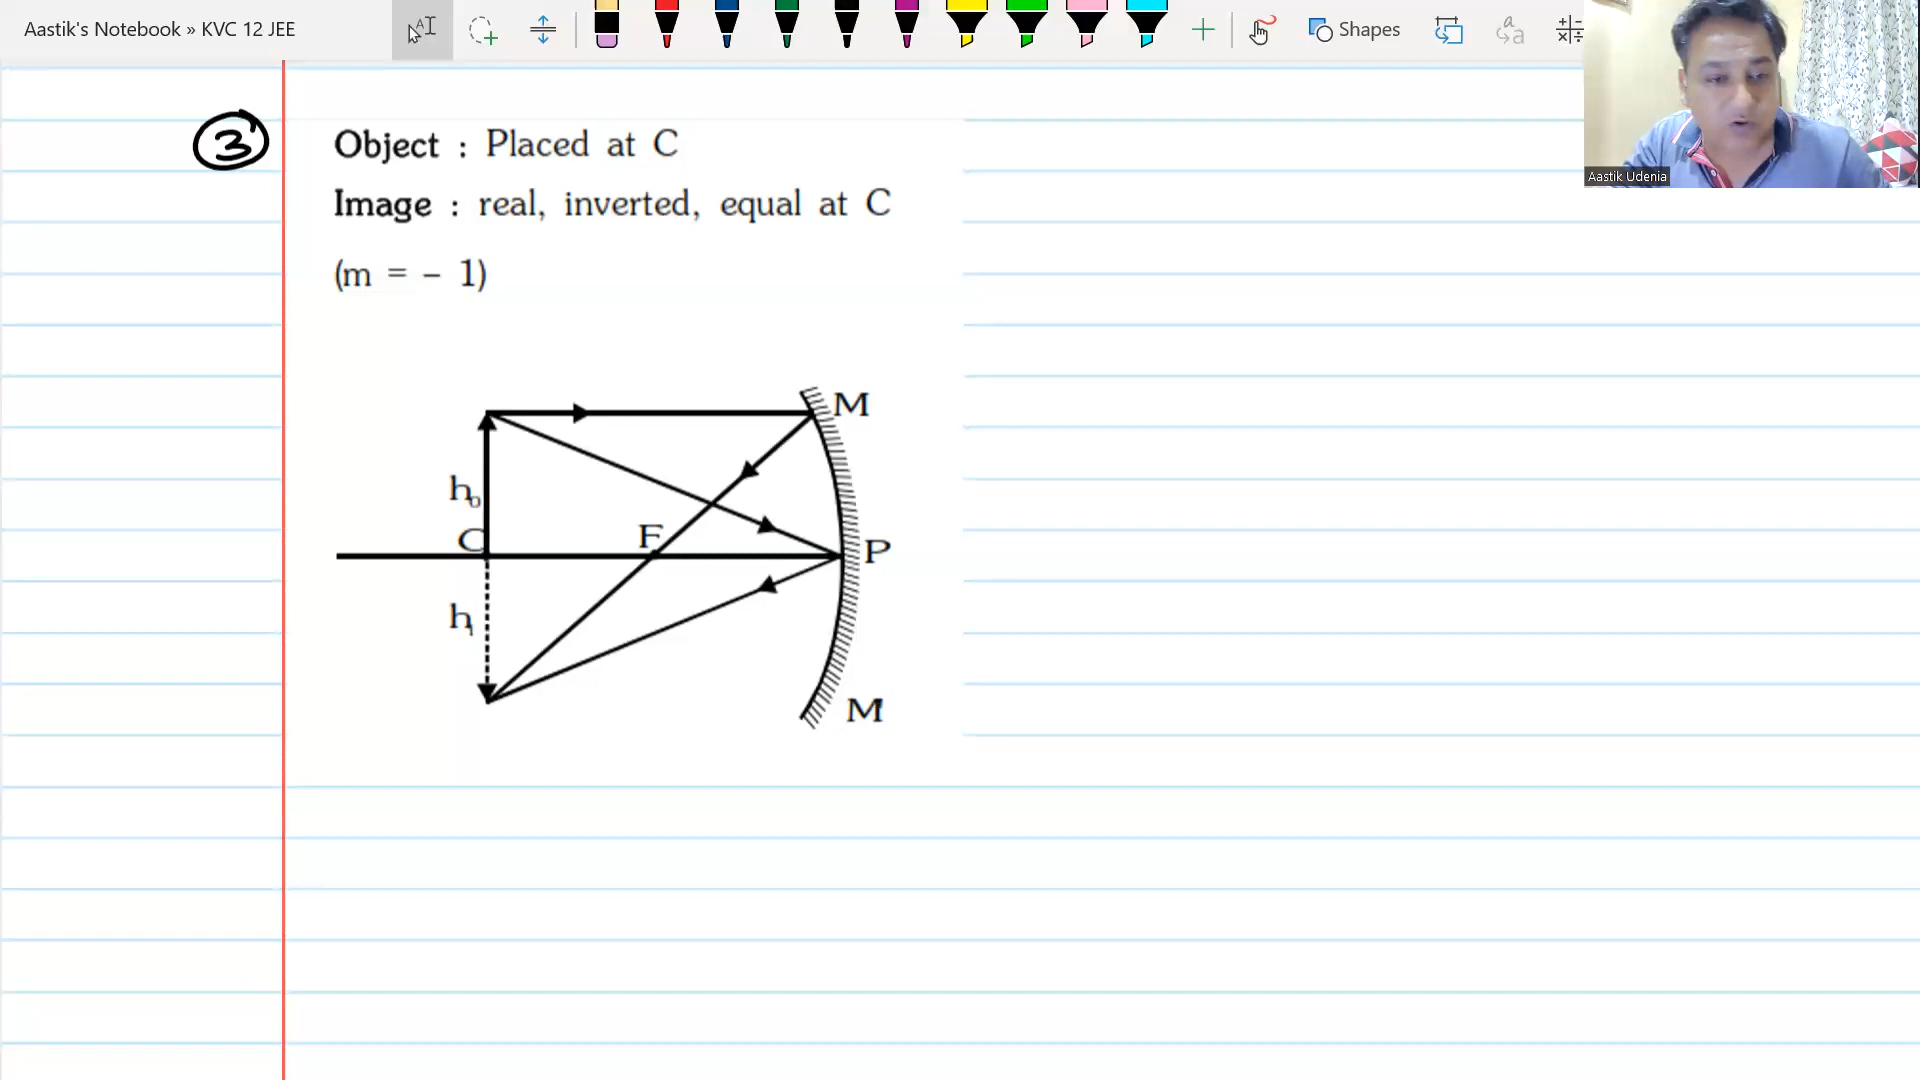 Aastik's Notebook » KVC 12 JEE
Shapes
Aastik Udenia
3
Object : Placed at C
Image : real, inverted, equal at C
(m = – 1)
M
h₀
C
F
P
hᵢ
M